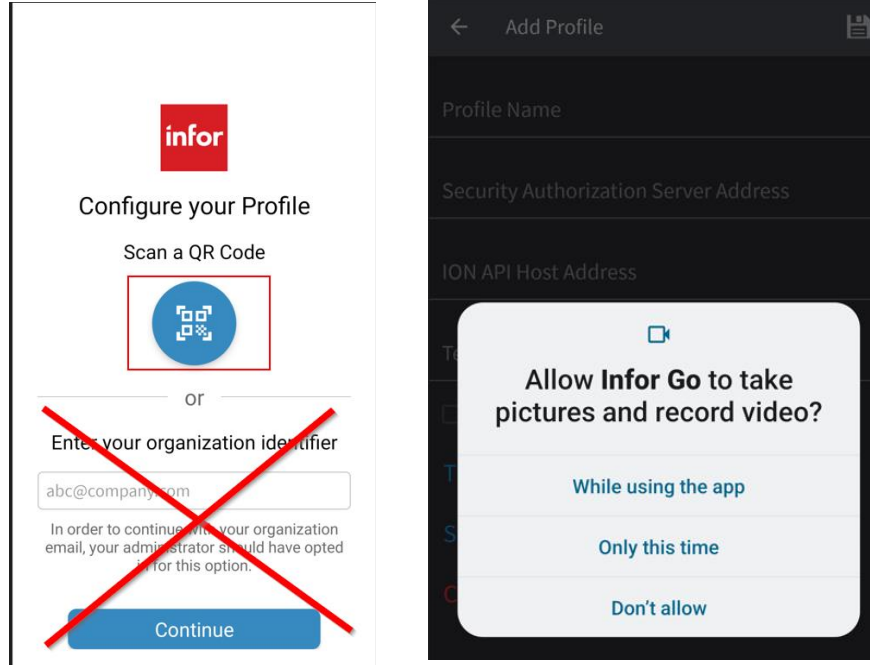 infor
Configure your Profile
Scan a QR Code
or
Enter your organization identifier
abc@company.com
In order to continue with your organization
email, your administrator should have opted
in for this option.
Continue
Add Profile
Profile Name
Security Authorization Server Address
ION API Host Address
Te
T
S
C
Allow Infor Go to take
pictures and record video?
While using the app
Only this time
Don't allow